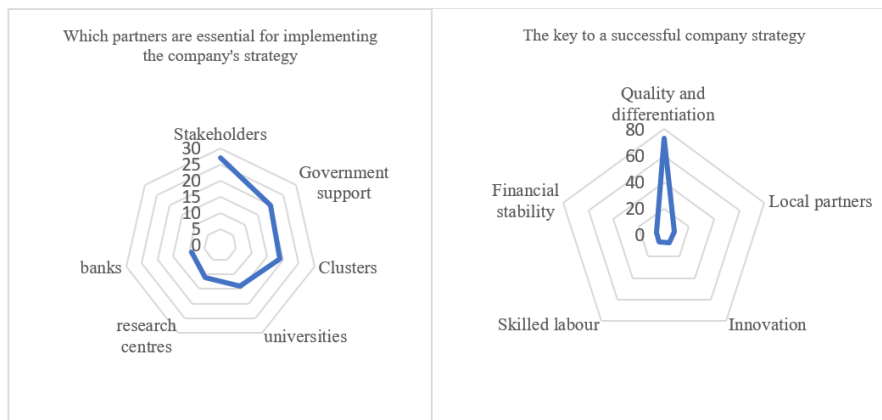 Which partners are essential for implementing
the company's strategy
Stakeholders
30
25
20
15
10
5
0
Government
support
Clusters
universities
research
centres
banks
The key to a successful company strategy
Quality and
differentiation
80
60
40
20
0
Local partners
Innovation
Skilled labour
Financial
stability